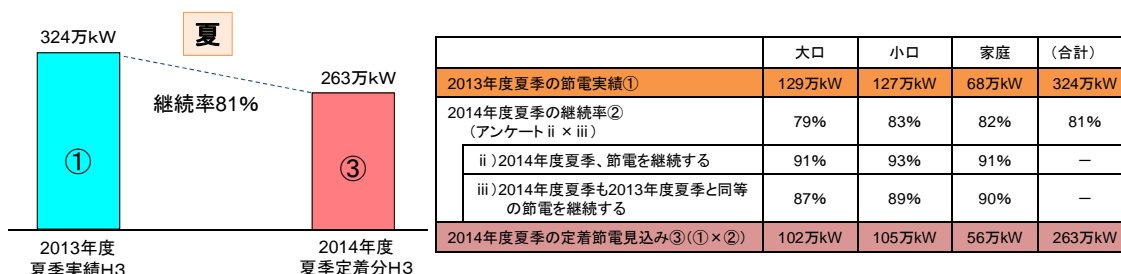 夏
324万kW
263万kW
継続率81%
①
③
2013年度
夏季実績H3
2014年度
夏季定着分H3
大口 小口 家庭 (合計)
2013年度夏季の節電実績① 129万kW 127万kW 68万kW 324万kW
2014年度夏季の継続率②
(アンケートⅱ×ⅲ) 79% 83% 82% 81%
ⅱ)2014年度夏季、節電を継続する 91% 93% 91% －
ⅲ)2014年度夏季も2013年度夏季と同等
の節電を継続する 87% 89% 90% －
2014年度夏季の定着節電見込み③(①×②) 102万kW 105万kW 56万kW 263万kW